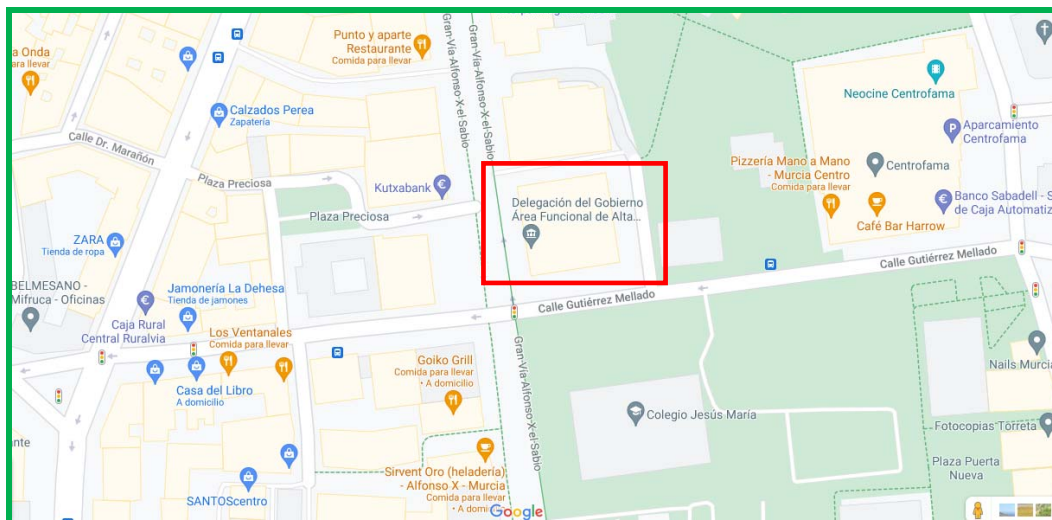 a Onda
para llevar
Punto y aparte
Restaurante
Comida para llevar
Gran-Vía-Alfonso-X-el-Sabio
Gran-Vía-Alfonso-X-el-Sabio
Neocine Centrofama
Calzados Perea
Zapatería
Aparcamiento
Centrofama
Calle Dr. Marañón
Pizzería Mano a Mano
- Murcia Centro
Comida para llevar
Centrofama
Plaza Preciosa
Kutxabank
Delegación del Gobierno
Área Funcional de Alta...
Banco Sabadell - S
de Caja Automatiz
Plaza Preciosa
Café Bar Harrow
ZARA
Tienda de ropa
Calle Gutiérrez Mellado
BELMESANO -
Mifruca - Oficinas
Jamonería La Dehesa
Tienda de jamones
Calle Gutiérrez Mellado
Caja Rural
Central Ruralvia
Los Ventanales
Comida para llevar
Goiko Grill
Comida para llevar
· A domicilio
Gran-Vía-Alfonso-X-el-Sabio
Nails Murcia
Casa del Libro
A domicilio
Colegio Jesús María
Fotocopias Torreta
ante
Sirvent Oro (heladería)
- Alfonso X - Murcia
Comida para llevar
· A domicilio
Plaza Puerta
Nueva
SANTOScentro
Google